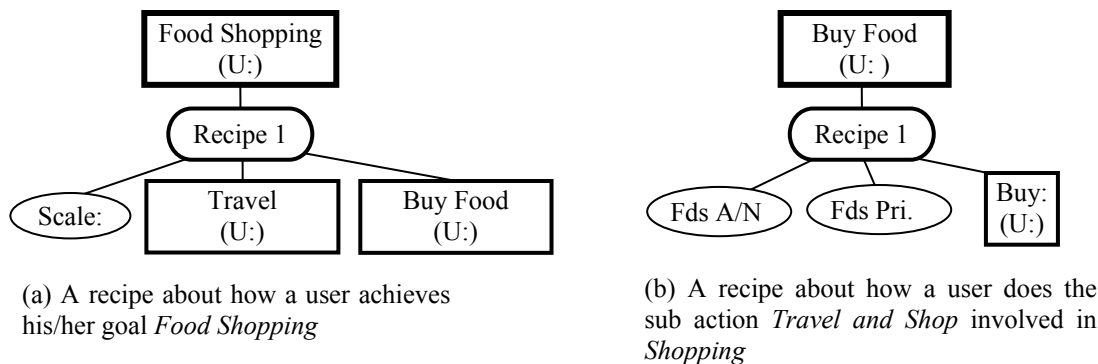 Food Shopping
(U:)
Recipe 1
Scale:
Travel
(U:)
Buy Food
(U:)
(a) A recipe about how a user achieves
his/her goal Food Shopping
Buy Food
(U: )
Recipe 1
Fds A/N
Fds Pri.
Buy:
(U:)
(b) A recipe about how a user does the
sub action Travel and Shop involved in
Shopping